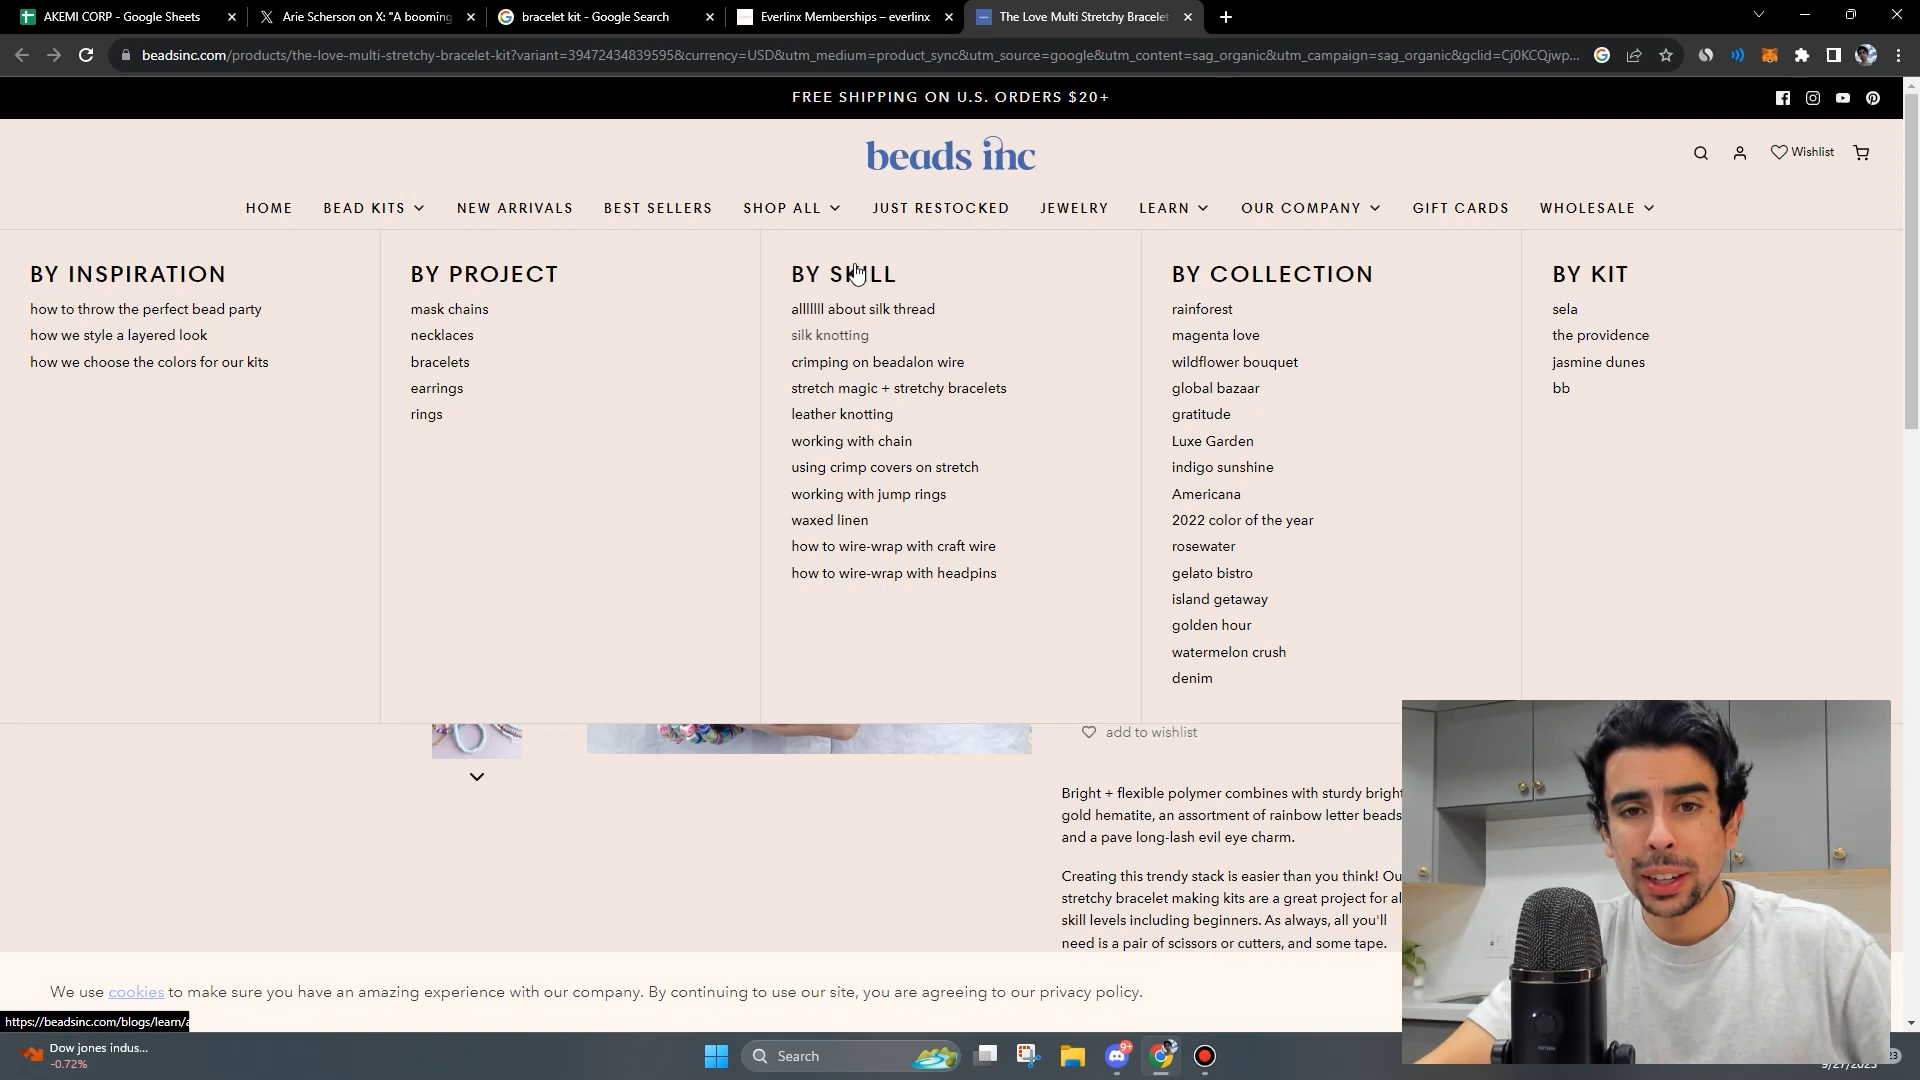 AKEMI CORP - Google Sheets
Arie Scherson on X: "A booming
bracelet kit - Google Search
Everlinx Memberships – everlinx
The Love Multi Stretchy Bracelet
beadsinc.com/products/the-love-multi-stretchy-bracelet-kit?variant=39472434839595&currency=USD&utm_medium=product_sync&utm_source=google&utm_content=sag_organic&utm_campaign=sag_organic&gclid=Cj0KCQjwp...
FREE SHIPPING ON U.S. ORDERS $20+
beads inc
Wishlist
HOME BEAD KITS NEW ARRIVALS BEST SELLERS SHOP ALL JUST RESTOCKED JEWELRY LEARN OUR COMPANY GIFT CARDS WHOLESALE
BY INSPIRATION
how to throw the perfect bead party
how we style a layered look
how we choose the colors for our kits
BY PROJECT
mask chains
necklaces
bracelets
earrings
rings
BY SKILL
alllllll about silk thread
silk knotting
crimping on beadalon wire
stretch magic + stretchy bracelets
leather knotting
working with chain
using crimp covers on stretch
working with jump rings
waxed linen
how to wire-wrap with craft wire
how to wire-wrap with headpins
BY COLLECTION
rainforest
magenta love
wildflower bouquet
global bazaar
gratitude
Luxe Garden
indigo sunshine
Americana
2022 color of the year
rosewater
gelato bistro
island getaway
golden hour
watermelon crush
denim
BY KIT
sela
the providence
jasmine dunes
bb
add to wishlist
Bright + flexible polymer combines with sturdy bright
gold hematite, an assortment of rainbow letter beads
and a pave long-lash evil eye charm.
Creating this trendy stack is easier than you think! Ou
stretchy bracelet making kits are a great project for al
skill levels including beginners. As always, all you'll
need is a pair of scissors or cutters, and some tape.
We use cookies to make sure you have an amazing experience with our company. By continuing to use our site, you are agreeing to our privacy policy.
https://beadsinc.com/blogs/learn/a
Dow jones indus...
-0.72%
Search
9+